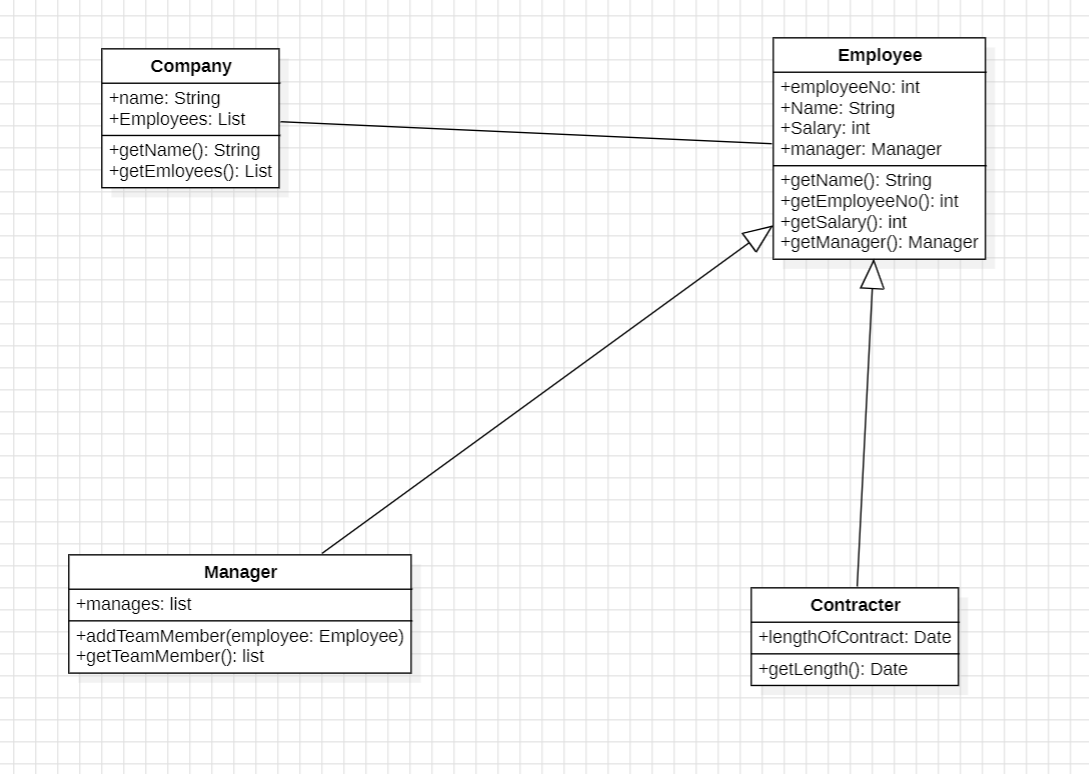 Company
+name: String
+Employees: List
+getName(): String
+getEmloyees(): List
Employee
+employeeNo: int
+Name: String
+Salary: int
+manager: Manager
+getName(): String
+getEmployeeNo(): int
+getSalary(): int
+getManager(): Manager
Manager
+manages: list
+addTeamMember(employee: Employee)
+getTeamMember(): list
Contracter
+lengthOfContract: Date
+getLength(): Date